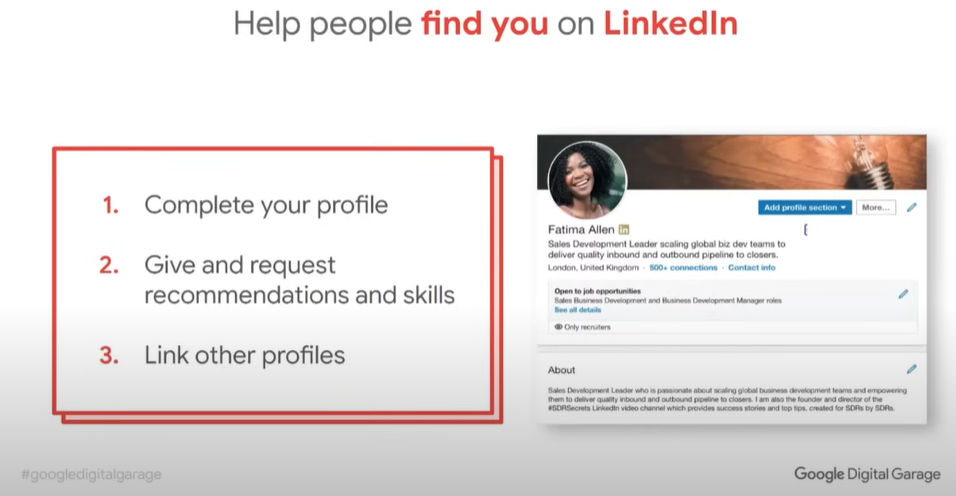 Help people find you on LinkedIn
1. Complete your profile
2. Give and request
recommendations and skills
3. Link other profiles
Add profile section
More...
Fatima Allen in
Sales Development Leader scaling global biz dev teams to
deliver quality inbound and outbound pipeline to closers.
London, United Kingdom · 500+ connections · Contact info
Open to job opportunities
Sales Business Development and Business Development Manager roles
See all details
Only recruiters
About
Sales Development Leader who is passionate about scaling global business development teams and empowering
them to deliver quality inbound and outbound pipeline to closers. I am also the founder and director of the
#SDRSecrets LinkedIn video channel which provides success stories and top tips, created for SDRs by SDRs.
#googledigitalgarage
Google Digital Garage